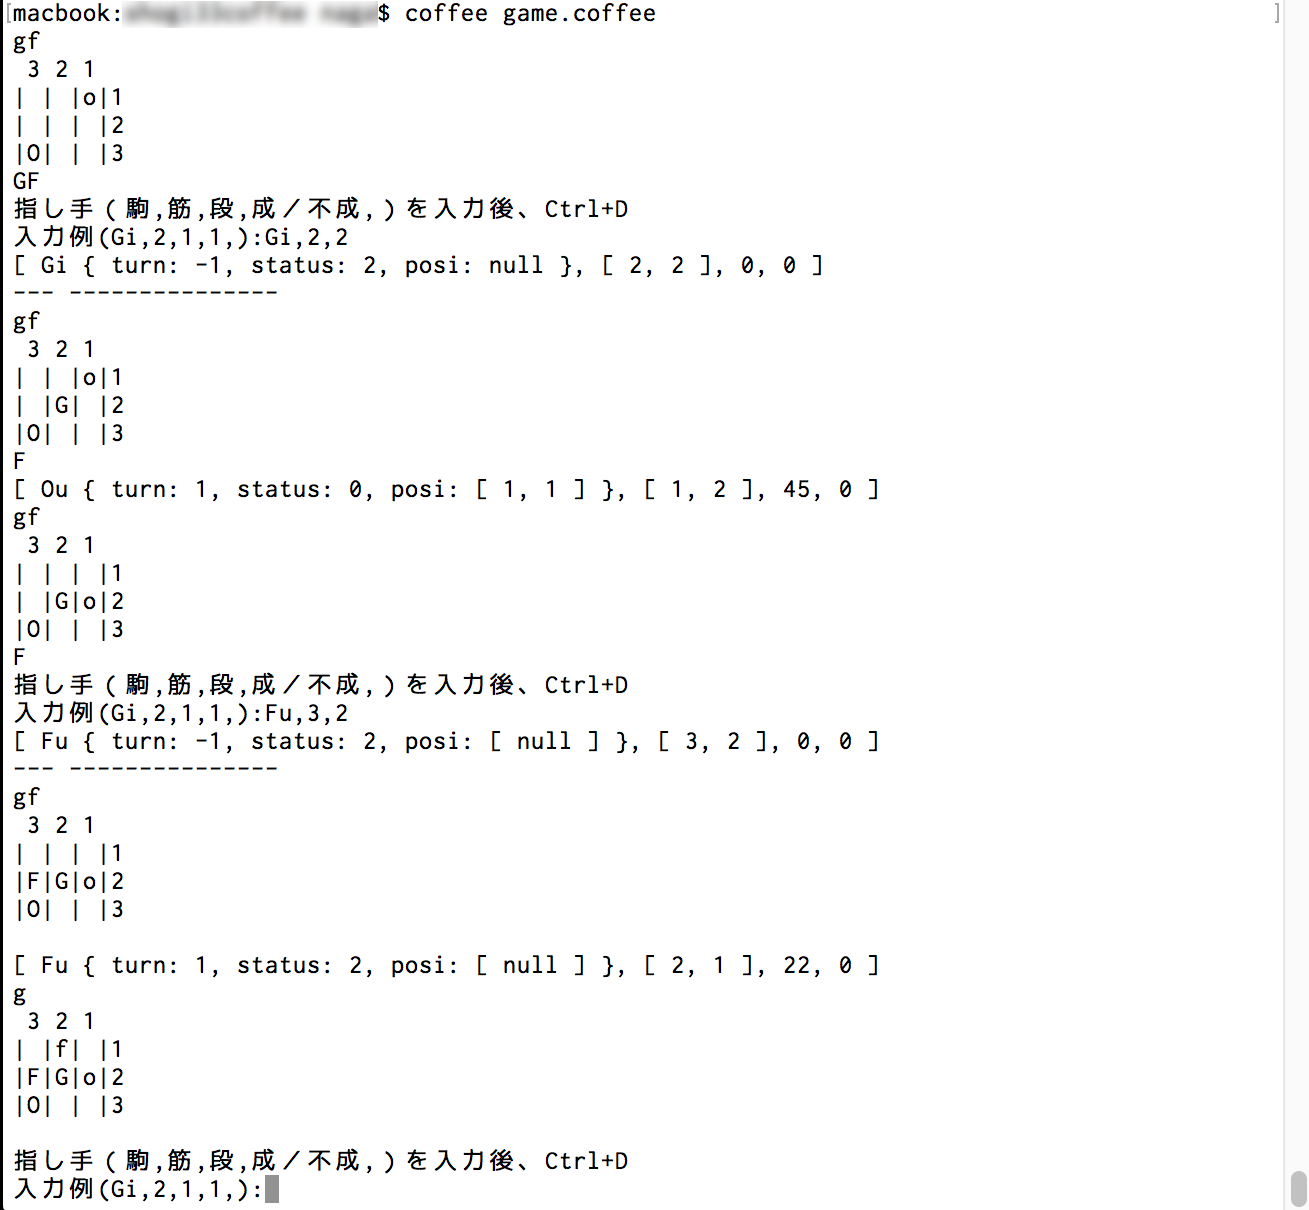 [macbook: $ coffee game.coffee ]
gf
 3 2 1
| | |o|1
| | | |2
|O| | |3
GF
指し手(駒,筋,段,成/不成,)を入力後、Ctrl+D
入力例(Gi,2,1,1,):Gi,2,2
[ Gi { turn: -1, status: 2, posi: null }, [ 2, 2 ], 0, 0 ]
--- ---------------
gf
 3 2 1
| | |o|1
| |G| |2
|O| | |3
F
[ Ou { turn: 1, status: 0, posi: [ 1, 1 ] }, [ 1, 2 ], 45, 0 ]
gf
 3 2 1
| | | |1
| |G|o|2
|O| | |3
F
指し手(駒,筋,段,成/不成,)を入力後、Ctrl+D
入力例(Gi,2,1,1,):Fu,3,2
[ Fu { turn: -1, status: 2, posi: [ null ] }, [ 3, 2 ], 0, 0 ]
--- ---------------
gf
 3 2 1
| | | |1
|F|G|o|2
|O| | |3
[ Fu { turn: 1, status: 2, posi: [ null ] }, [ 2, 1 ], 22, 0 ]
g
 3 2 1
| |f| |1
|F|G|o|2
|O| | |3
指し手(駒,筋,段,成/不成,)を入力後、Ctrl+D
入力例(Gi,2,1,1,):